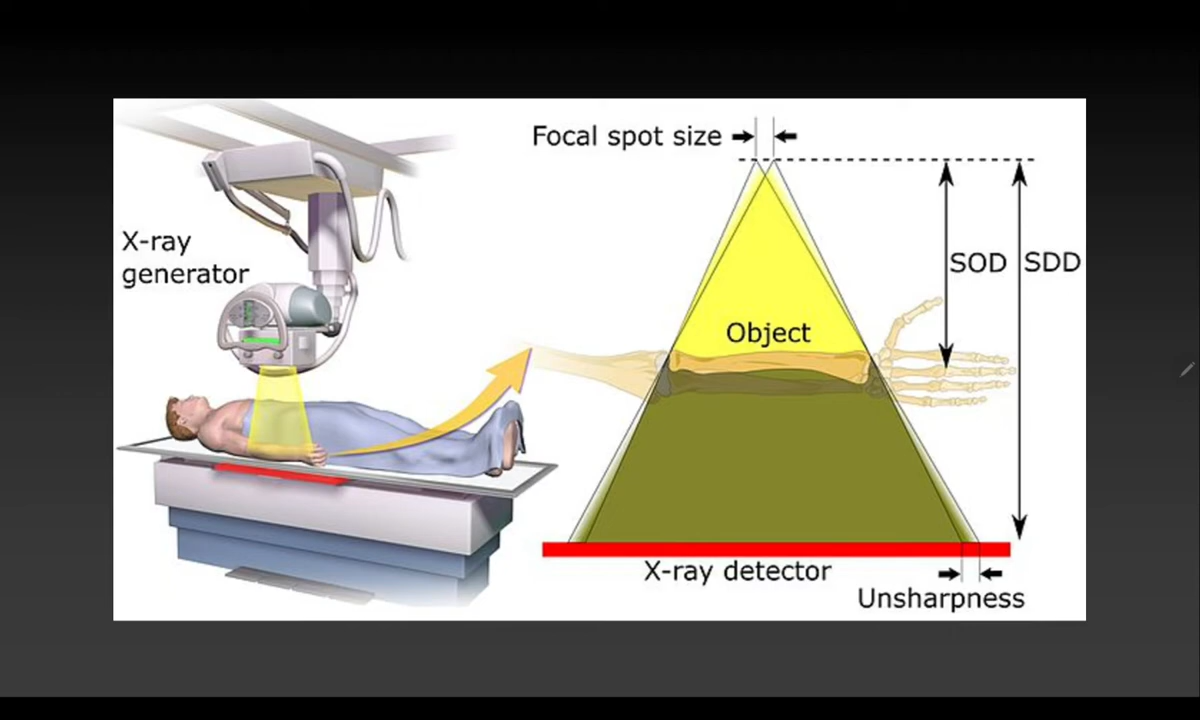 X-ray
generator
Focal spot size
SOD
SDD
Object
X-ray detector
Unsharpness